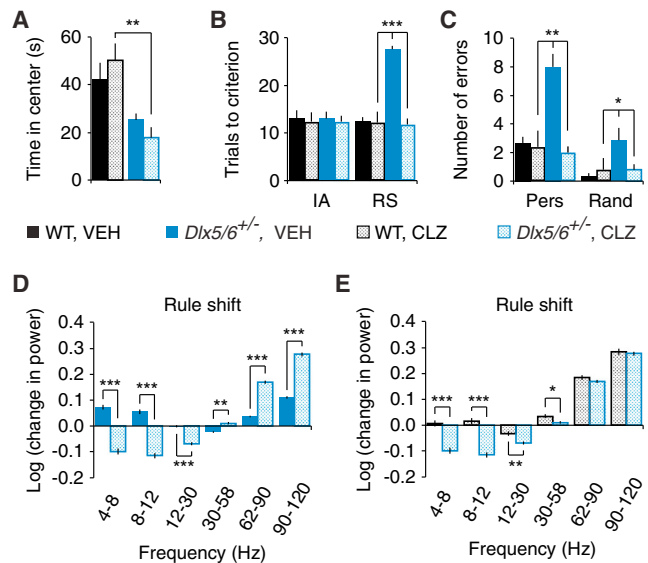 A
Time in center (s)
60
40
20
0
**
B
Trials to criterion
30
20
10
0
***
IA
RS
C
Number of errors
10
8
6
4
2
0
**
*
Pers
Rand
WT, VEH
Dlx5/6+/-, VEH
WT, CLZ
Dlx5/6+/-, CLZ
D
Rule shift
Log (change in power)
0.4
0.3
0.2
0.1
0.0
-0.1
-0.2
***
***
***
**
***
***
4-8
8-12
12-30
30-58
62-90
90-120
Frequency (Hz)
E
Rule shift
Log (change in power)
0.4
0.3
0.2
0.1
0.0
-0.1
-0.2
***
***
**
*
4-8
8-12
12-30
30-58
62-90
90-120
Frequency (Hz)